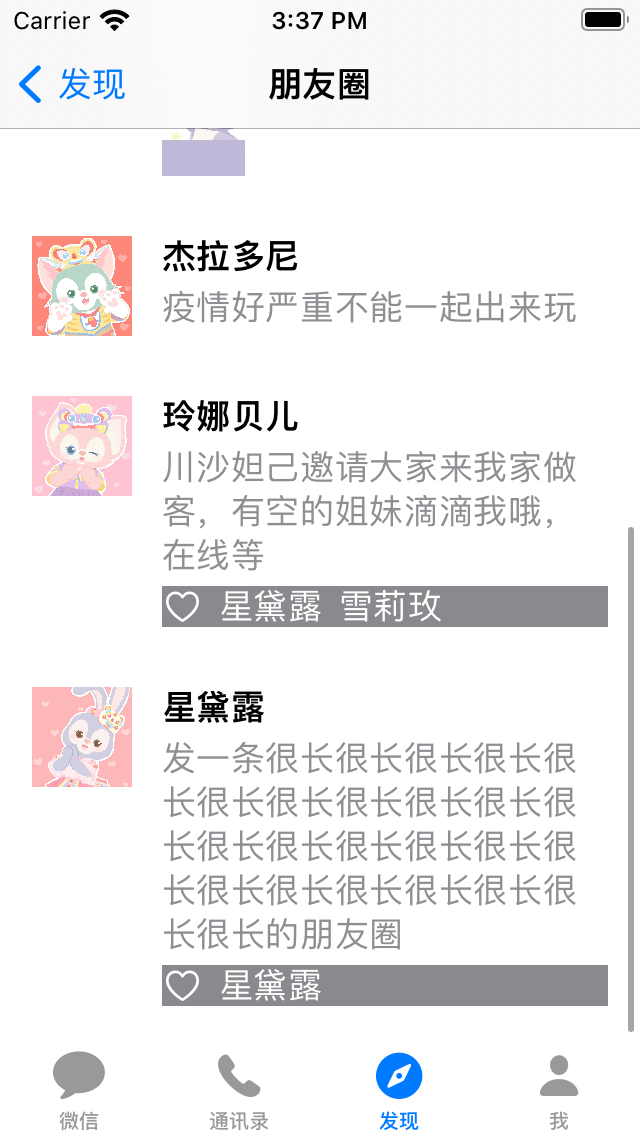 Carrier 3:37 PM
发现 朋友圈
杰拉多尼
疫情好严重不能一起出来玩
玲娜贝儿
川沙妲己邀请大家来我家做
客，有空的姐妹滴滴我哦，
在线等
星黛露 雪莉玫
星黛露
发一条很长很长很长很长很
长很长很长很长很长很长很
长很长很长很长很长很长很
长很长很长很长很长很长很
长很长的朋友圈
星黛露
微信 通讯录 发现 我